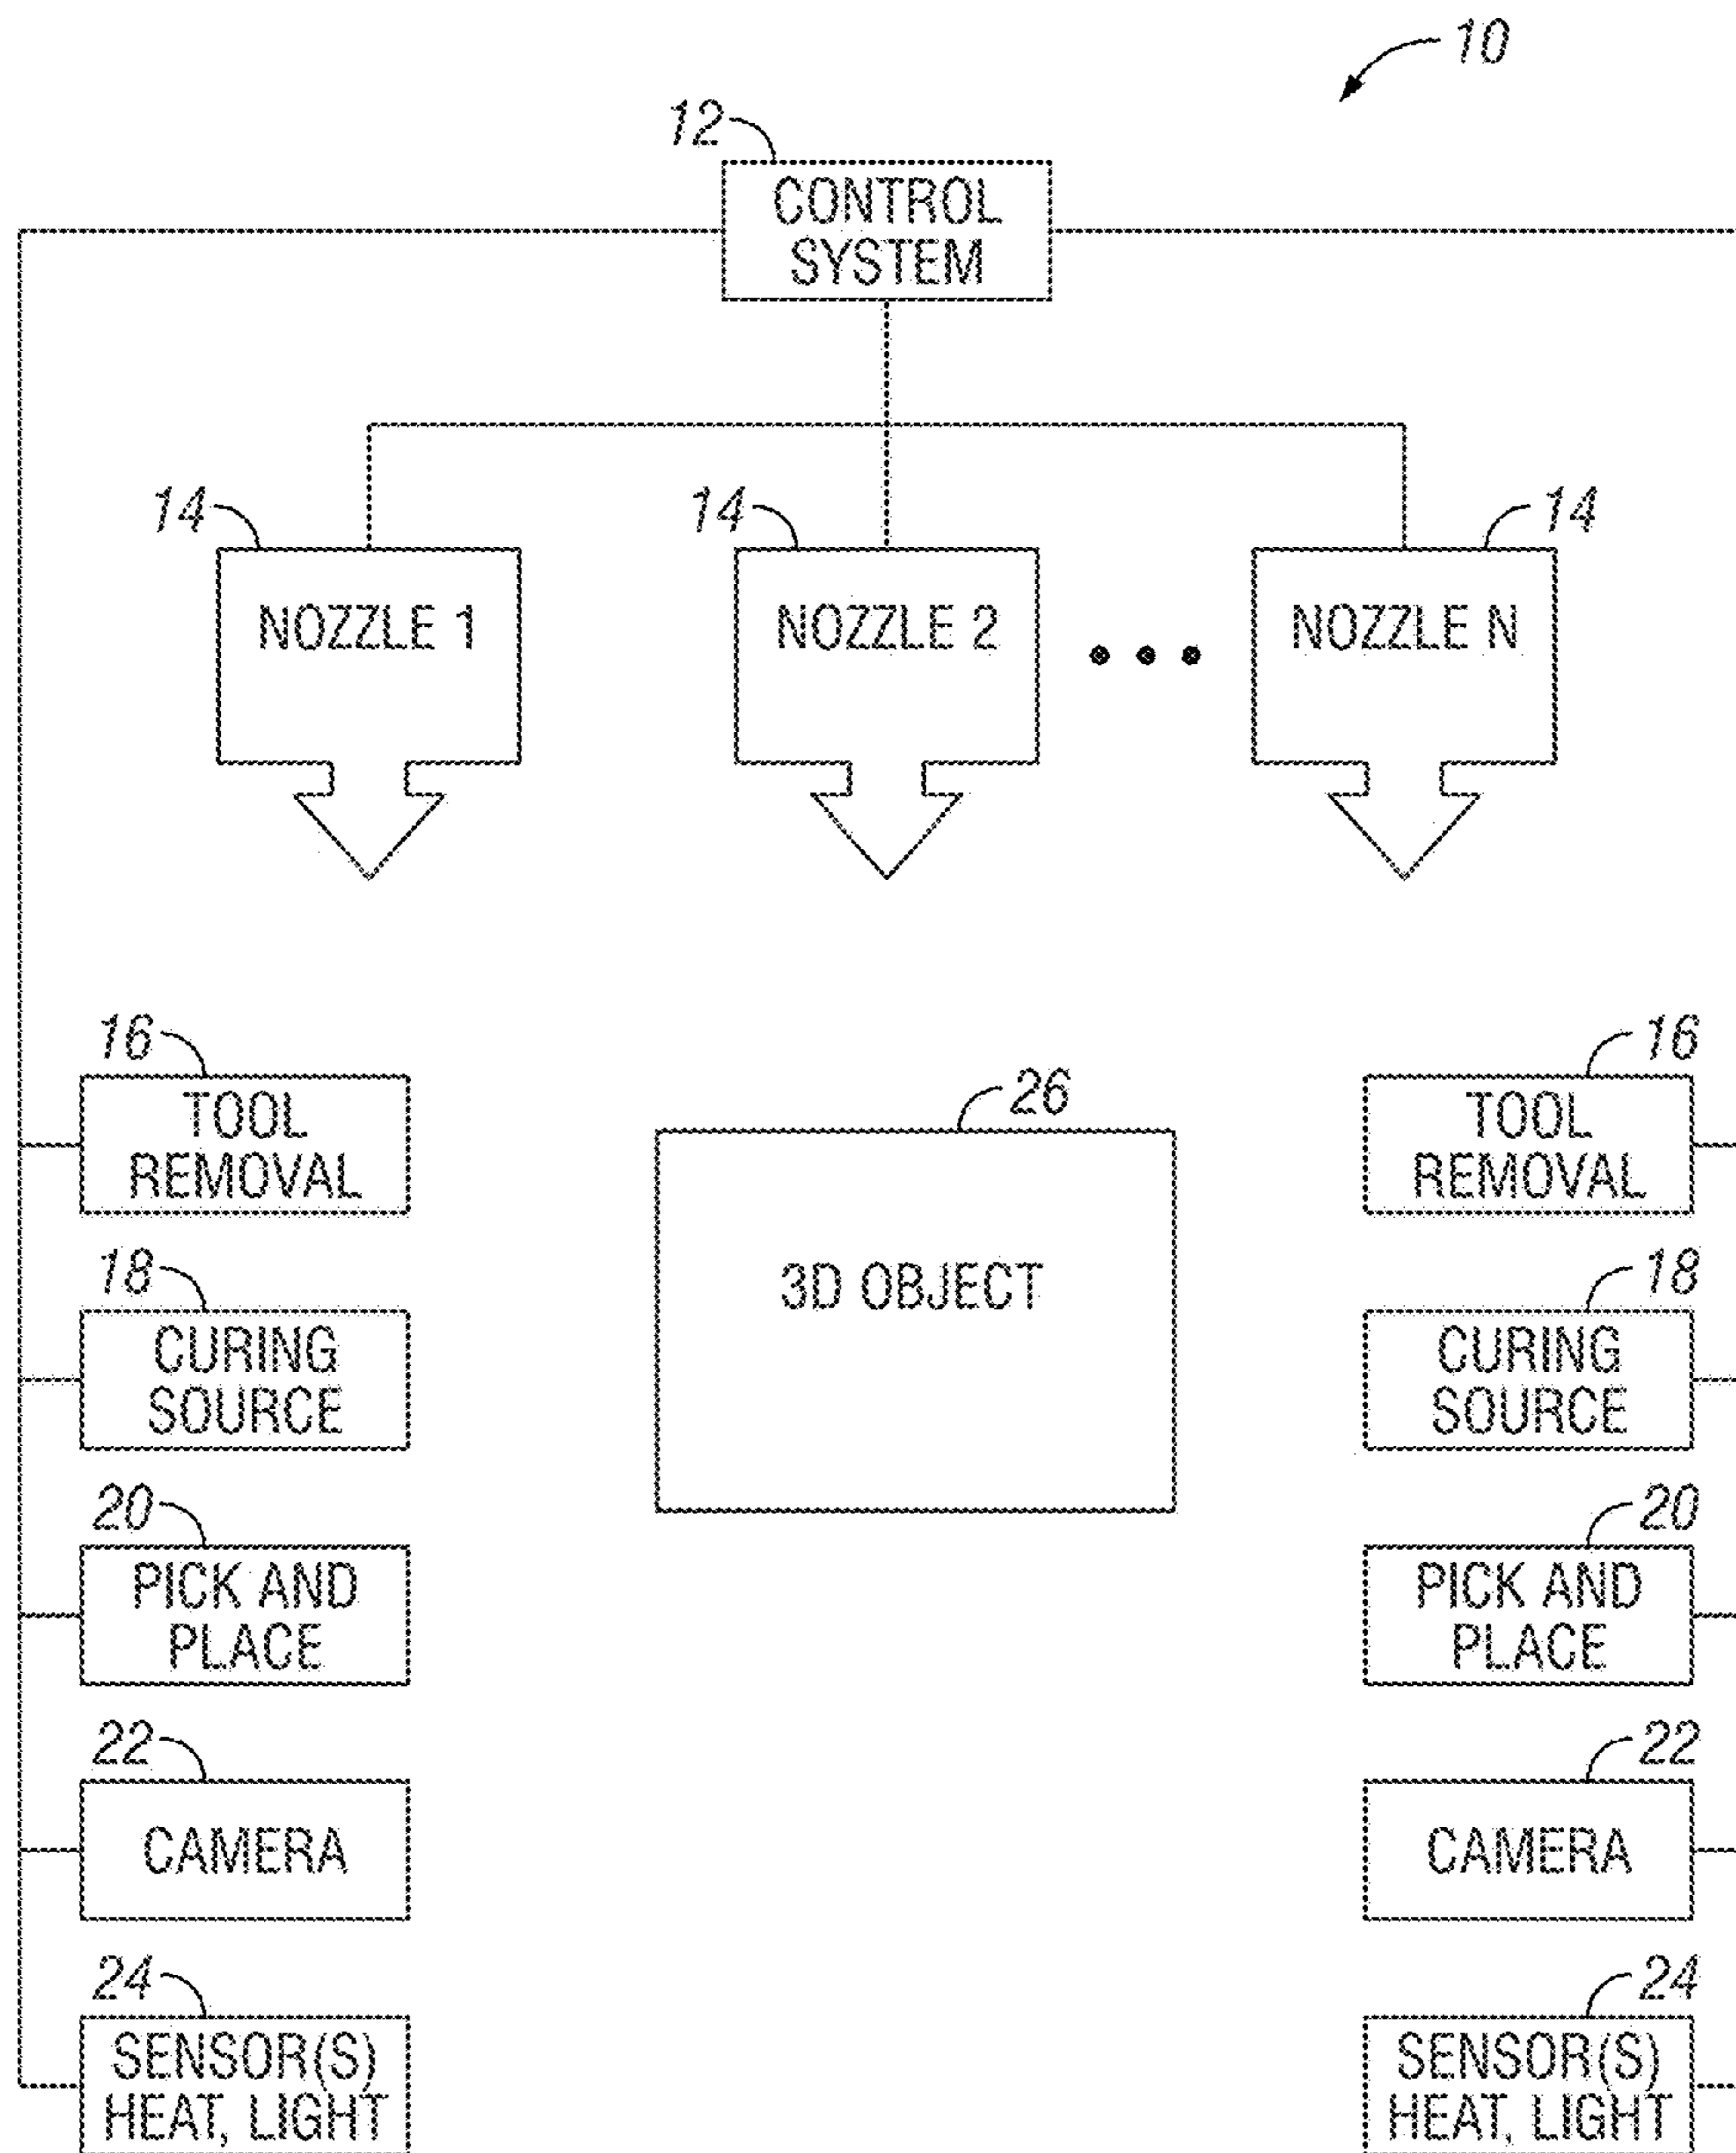 10
12
CONTROL
SYSTEM
14
14
14
NOZZLE 1
NOZZLE 2
NOZZLE N
16
TOOL
REMOVAL
26
3D OBJECT
16
TOOL
REMOVAL
18
CURING
SOURCE
18
CURING
SOURCE
20
PICK AND
PLACE
20
PICK AND
PLACE
22
CAMERA
22
CAMERA
24
SENSOR(S)
HEAT, LIGHT
24
SENSOR(S)
HEAT, LIGHT